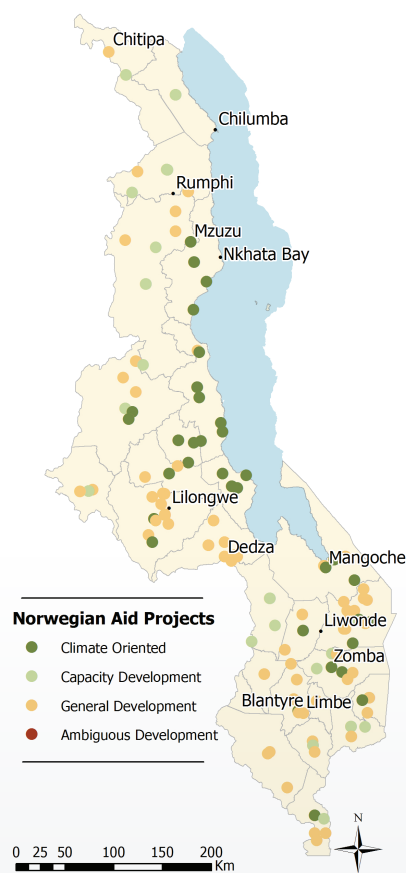 Chitipa
Chilumba
Rumphi
Mzuzu
Nkhata Bay
Lilongwe
Dedza
Mangoche
Norwegian Aid Projects
Climate Oriented
Capacity Development
General Development
Ambiguous Development
Liwonde
Zomba
Blantyre Limbe
N
0 25 50 100 150 200
Km